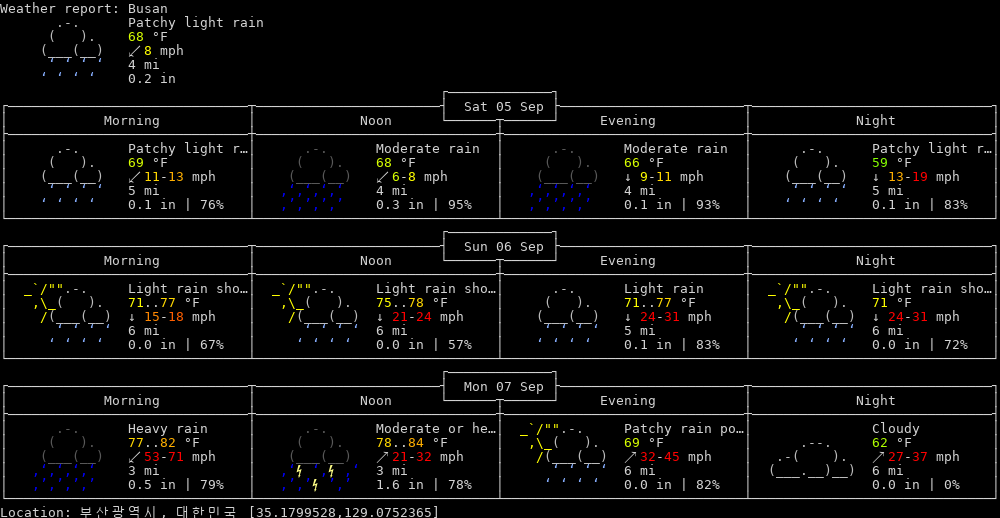 Weather report: Busan
Patchy light rain
68 °F
↙ 8 mph
4 mi
0.2 in
Sat 05 Sep
Morning Noon Evening Night
Patchy light r… Moderate rain Moderate rain Patchy light r…
69 °F 68 °F 66 °F 59 °F
↙ 11-13 mph ↙ 6-8 mph ↓ 9-11 mph ↓ 13-19 mph
5 mi 4 mi 4 mi 5 mi
0.1 in | 76% 0.3 in | 95% 0.1 in | 93% 0.1 in | 83%
Sun 06 Sep
Morning Noon Evening Night
Light rain sho… Light rain sho… Light rain Light rain sho…
71..77 °F 75..78 °F 71..77 °F 71 °F
↓ 15-18 mph ↓ 21-24 mph ↓ 24-31 mph ↓ 24-31 mph
6 mi 6 mi 5 mi 6 mi
0.0 in | 67% 0.0 in | 57% 0.1 in | 83% 0.0 in | 72%
Mon 07 Sep
Morning Noon Evening Night
Heavy rain Moderate or he… Patchy rain po… Cloudy
77..82 °F 78..84 °F 69 °F 62 °F
↙ 53-71 mph ↗ 21-32 mph ↗ 32-45 mph ↗ 27-37 mph
3 mi 3 mi 6 mi 6 mi
0.5 in | 79% 1.6 in | 78% 0.0 in | 82% 0.0 in | 0%
Location: 부산광역시, 대한민국 [35.1799528,129.0752365]